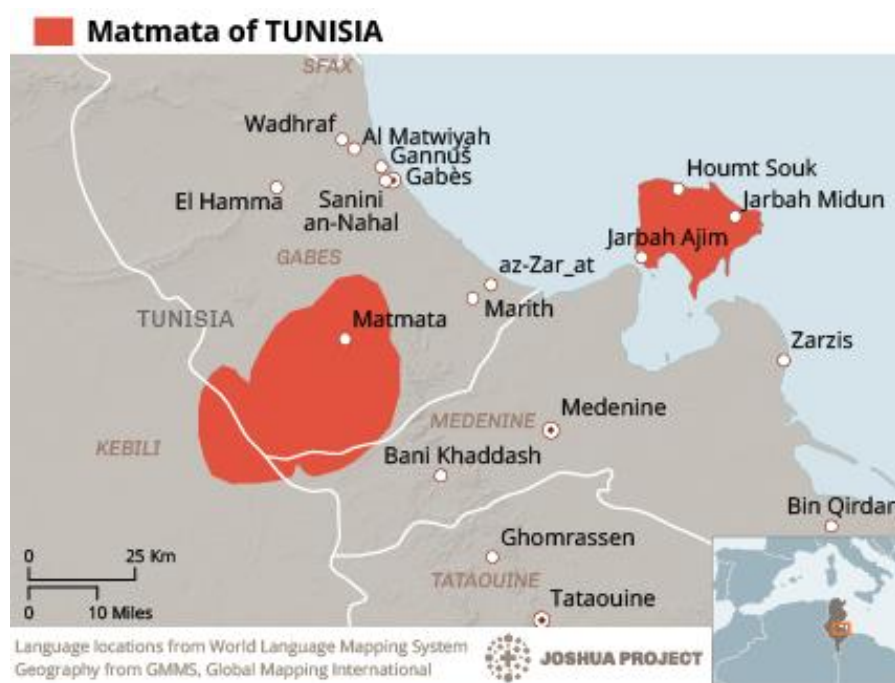 Matmata of TUNISIA
SFAX
Wadhraf
Al Matwiyah
Gannuš
Gabès
El Hamma
Sanini
an-Nahal
Houmt Souk
Jarbah Midun
Jarbah Ajim
GABES
az-Zar_at
Marith
TUNISIA
Matmata
Zarzis
MEDENINE
Medenine
KEBILI
Bani Khaddash
Bin Qirdan
0 25 Km
0 10 Miles
Ghomrassen
TATAOUINE
Tataouine
Language locations from World Language Mapping System
Geography from GMMS, Global Mapping International
JOSHUA PROJECT